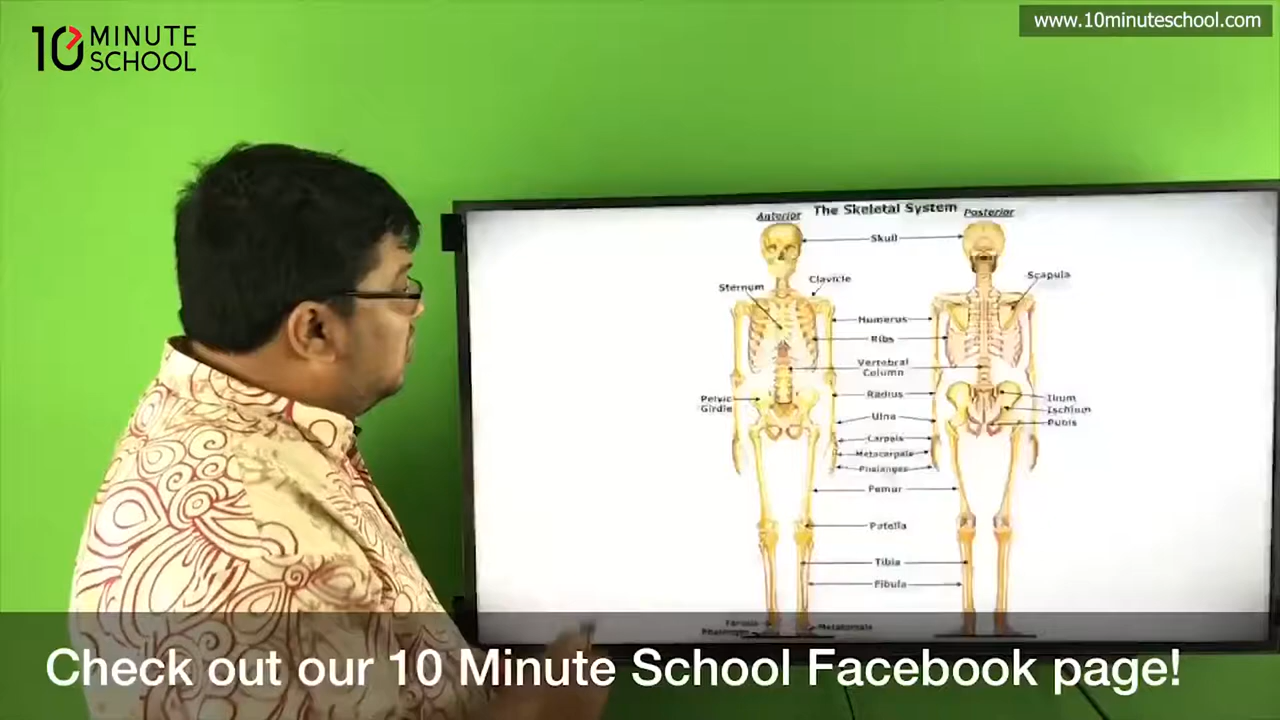 10 MINUTE
SCHOOL
www.10minuteschool.com
The Skeletal System
Anterior
Posterior
Skull
Clavicle
Scapula
Sternum
Humerus
Ribs
Vertebral
Column
Pelvic
Girdle
Radius
Ilium
Ischium
Ulna
Pubis
Carpals
Metacarpals
Phalanges
Femur
Patella
Tibia
Fibula
Tarsals
Metatarsals
Phalanges
Check out our 10 Minute School Facebook page!